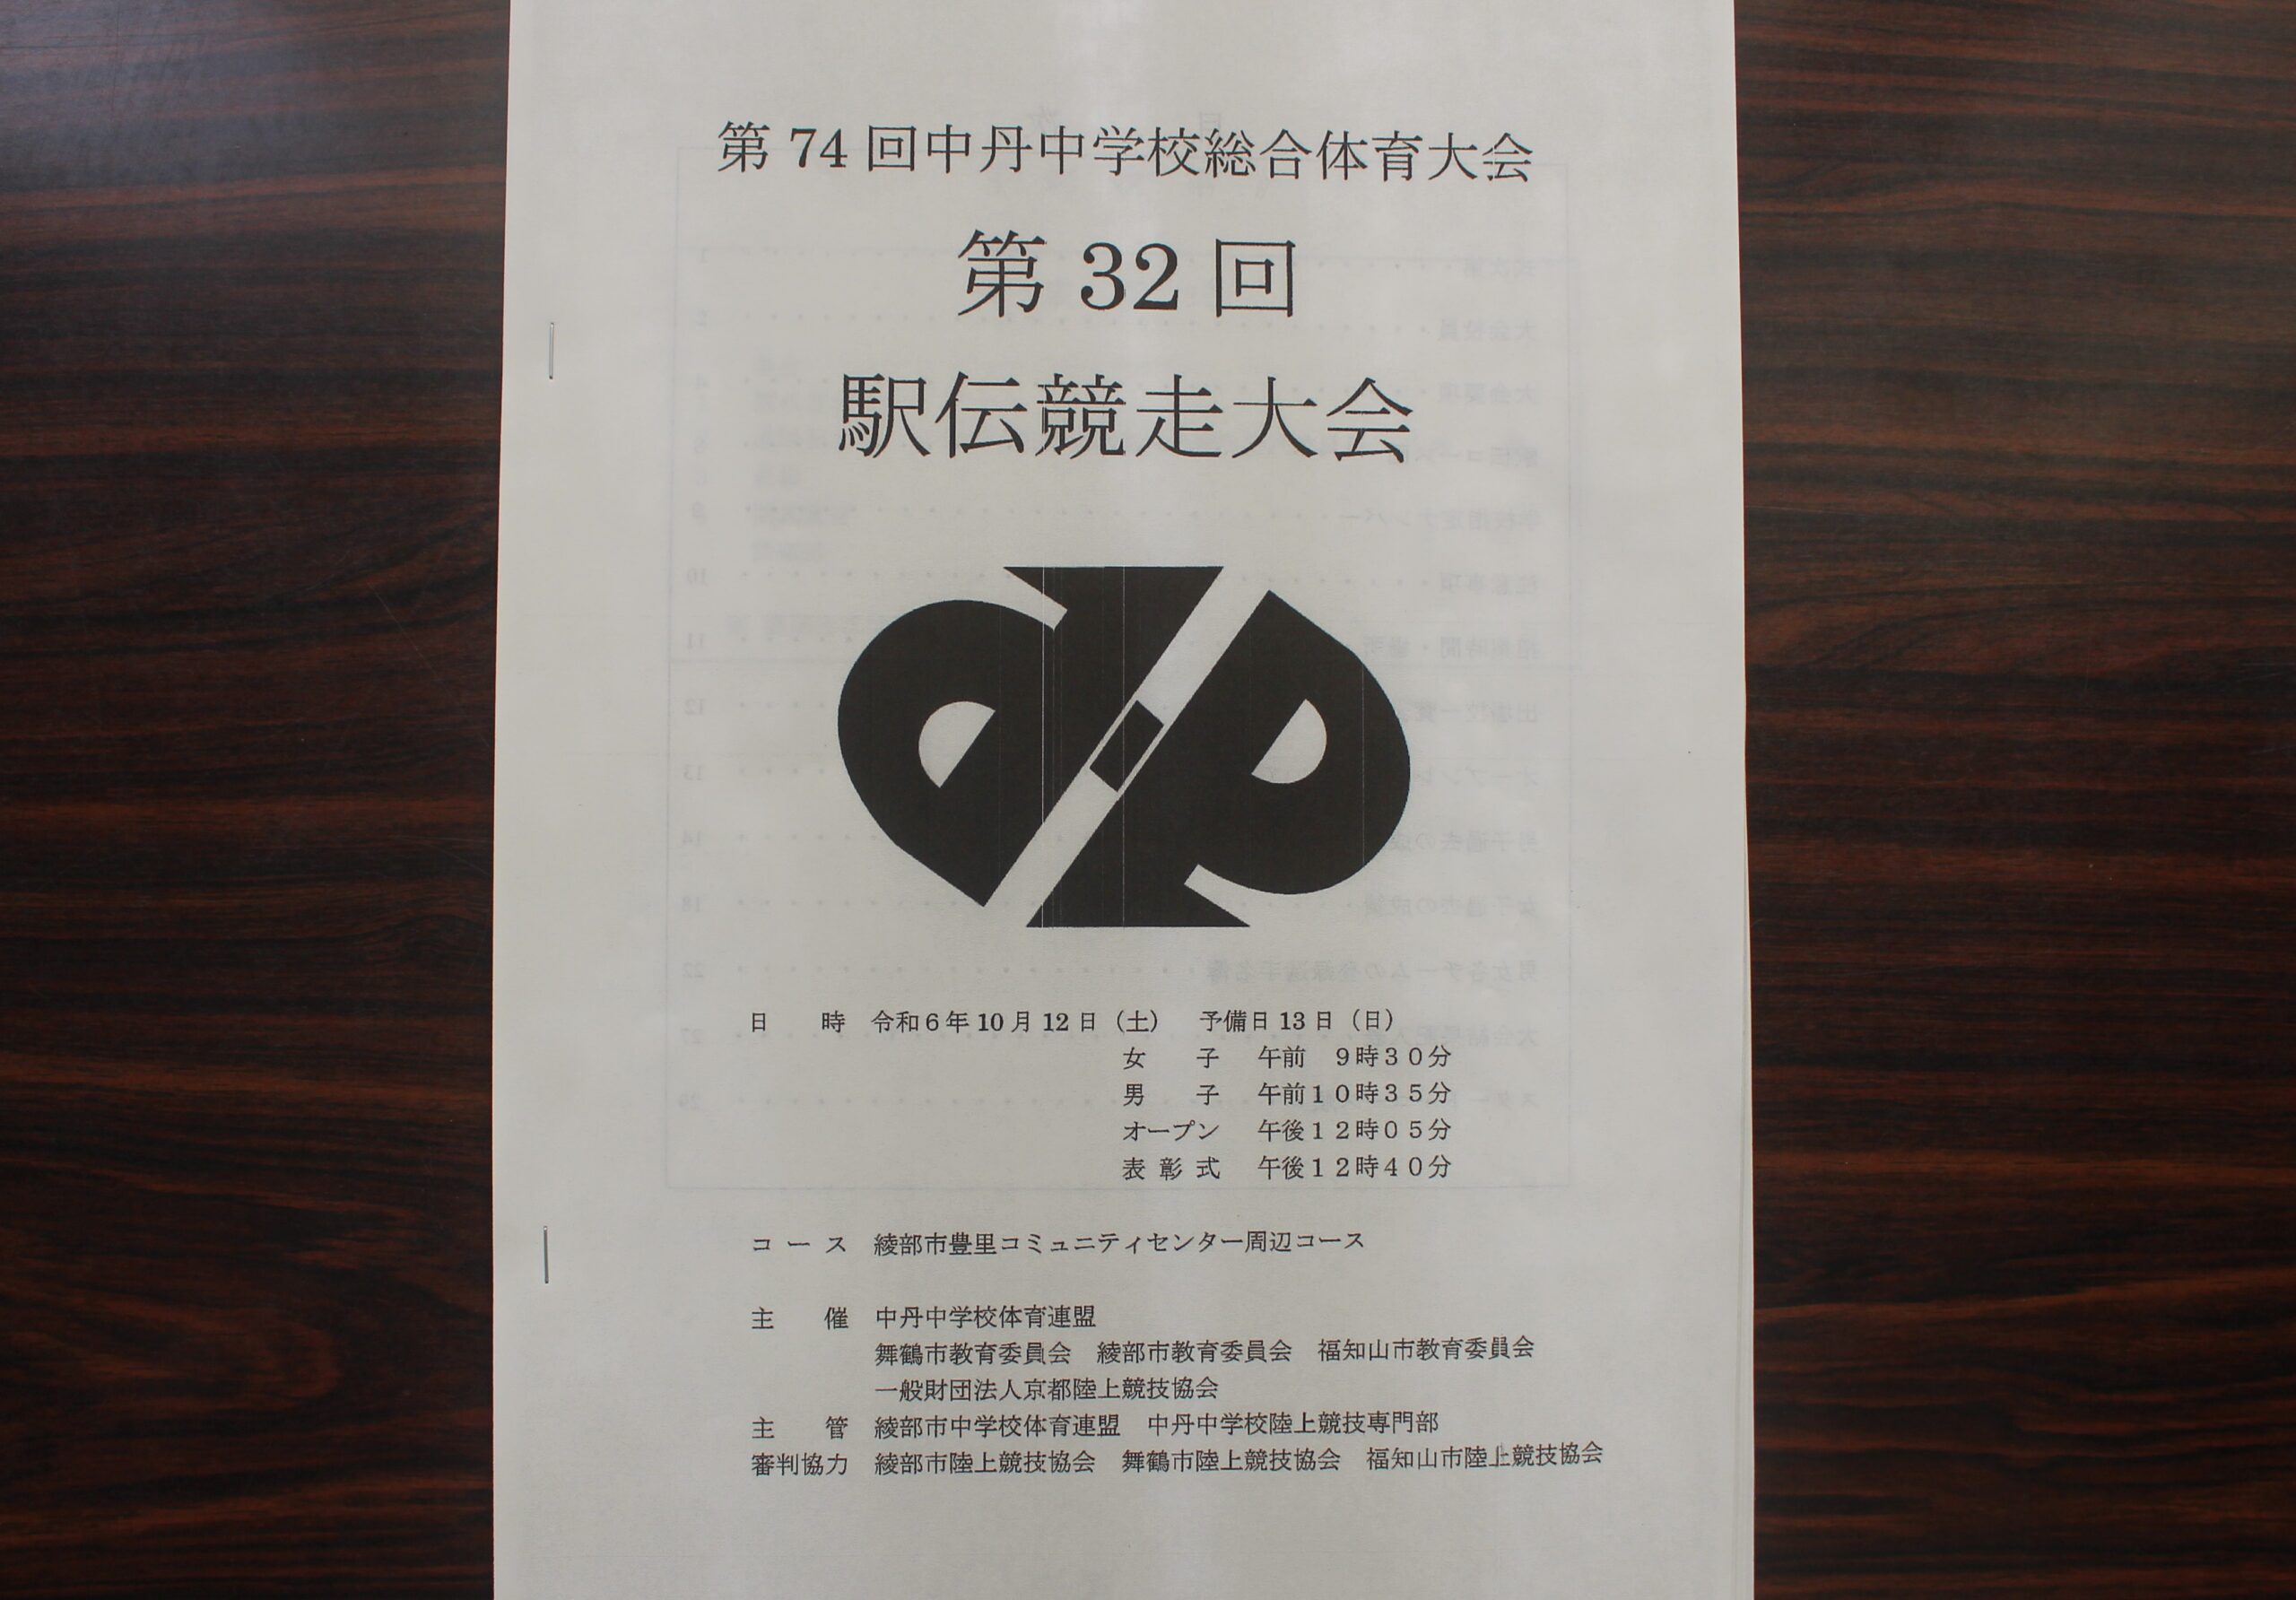 第 74 回中丹中学校総合体育大会
第 32 回
駅伝競走大会
日　　時　令和６年 10 月 12 日（土）　予備日 13 日（日）
女　　子　午前　９時３０分
男　　子　午前１０時３５分
オープン　午後１２時０５分
表 彰 式　午後１２時４０分
コ ー ス　綾部市豊里コミュニティセンター周辺コース
主　　催　中丹中学校体育連盟
舞鶴市教育委員会　綾部市教育委員会　福知山市教育委員会
一般財団法人京都陸上競技協会
主　　管　綾部市中学校体育連盟　中丹中学校陸上競技専門部
審判協力　綾部市陸上競技協会　舞鶴市陸上競技協会　福知山市陸上競技協会